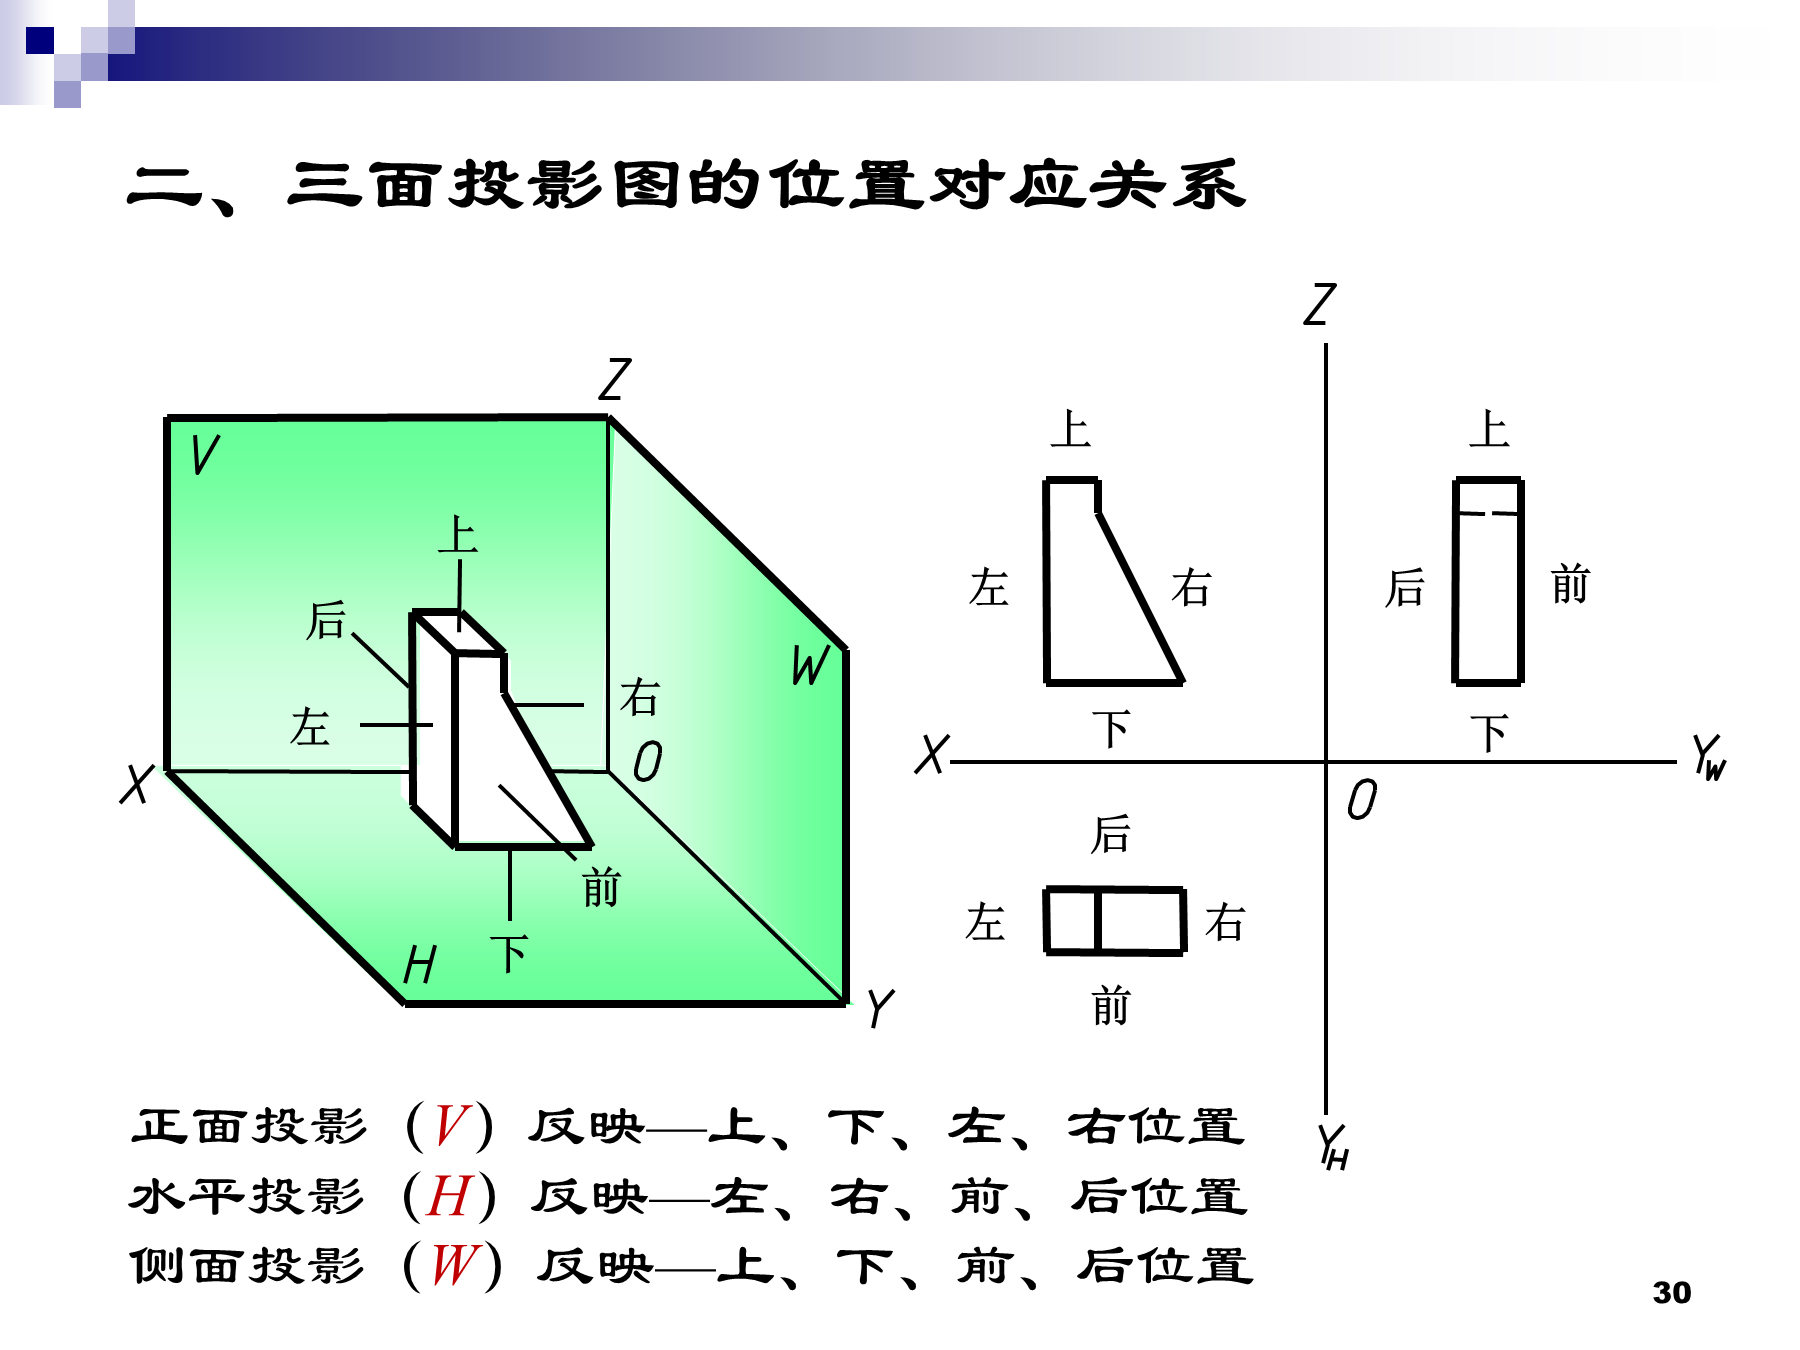 二、三面投影图的位置对应关系
Z
V
上
后
左
右
W
X
O
前
下
H
Y
Z
上
上
左
右
后
前
下
下
X
Y_W
O
后
左
右
前
Y_H
正面投影（V）反映—上、下、左、右位置
水平投影（H）反映—左、右、前、后位置
侧面投影（W）反映—上、下、前、后位置
30